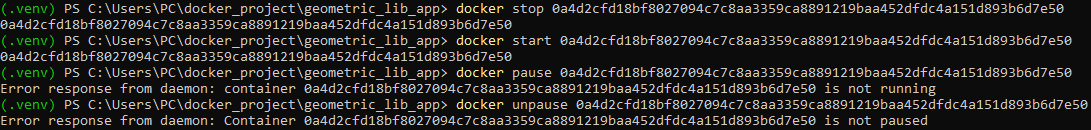 (.venv) PS C:\Users\PC\docker_project\geometric_lib_app> docker stop 0a4d2cfd18bf8027094c7c8aa3359ca8891219baa452dfdc4a151d893b6d7e50
0a4d2cfd18bf8027094c7c8aa3359ca8891219baa452dfdc4a151d893b6d7e50
(.venv) PS C:\Users\PC\docker_project\geometric_lib_app> docker start 0a4d2cfd18bf8027094c7c8aa3359ca8891219baa452dfdc4a151d893b6d7e50
0a4d2cfd18bf8027094c7c8aa3359ca8891219baa452dfdc4a151d893b6d7e50
(.venv) PS C:\Users\PC\docker_project\geometric_lib_app> docker pause 0a4d2cfd18bf8027094c7c8aa3359ca8891219baa452dfdc4a151d893b6d7e50
Error response from daemon: container 0a4d2cfd18bf8027094c7c8aa3359ca8891219baa452dfdc4a151d893b6d7e50 is not running
(.venv) PS C:\Users\PC\docker_project\geometric_lib_app> docker unpause 0a4d2cfd18bf8027094c7c8aa3359ca8891219baa452dfdc4a151d893b6d7e50
Error response from daemon: Container 0a4d2cfd18bf8027094c7c8aa3359ca8891219baa452dfdc4a151d893b6d7e50 is not paused